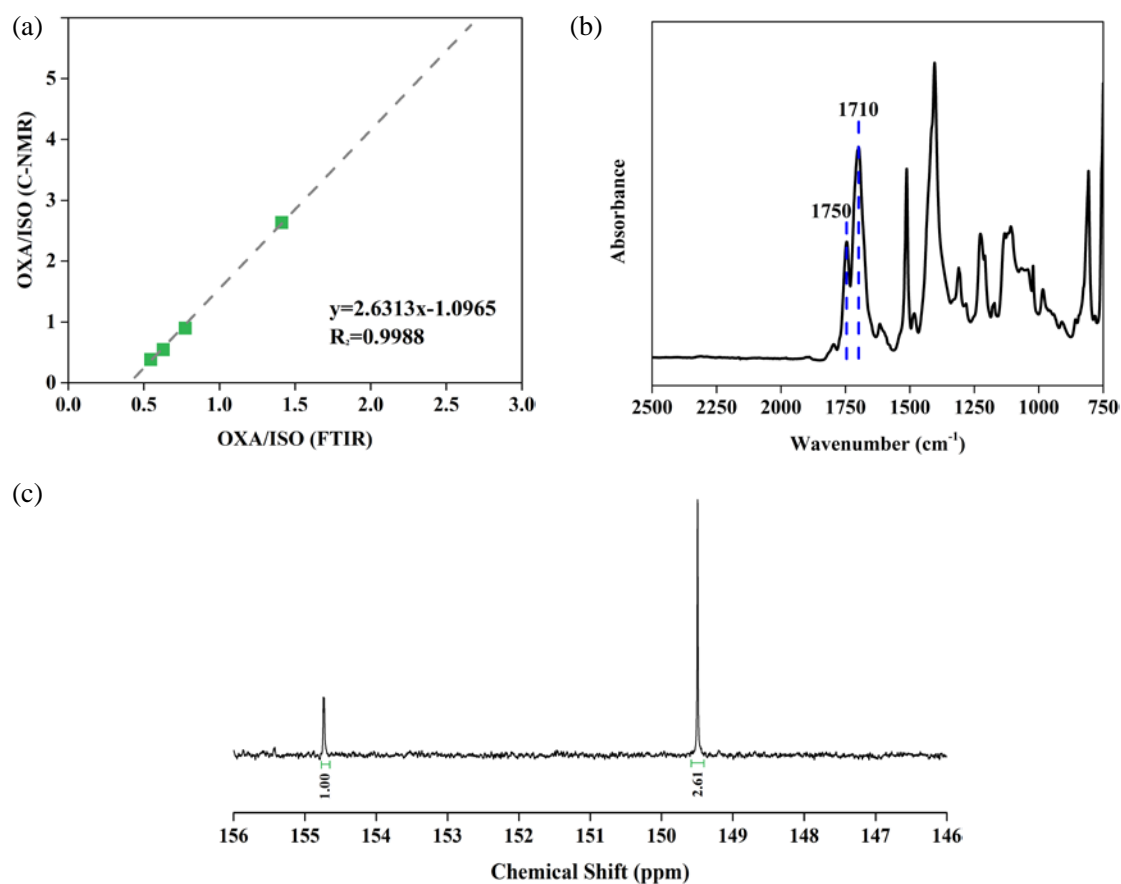 (a)
5
4
3
2
1
0
OXA/ISO (C-NMR)
y=2.6313x-1.0965
R₂=0.9988
0.0 0.5 1.0 1.5 2.0 2.5 3.0
OXA/ISO (FTIR)
(b)
1710
1750
Absorbance
2500 2250 2000 1750 1500 1250 1000 750
Wavenumber (cm⁻¹)
(c)
1.00
2.61
156 155 154 153 152 151 150 149 148 147 146
Chemical Shift (ppm)